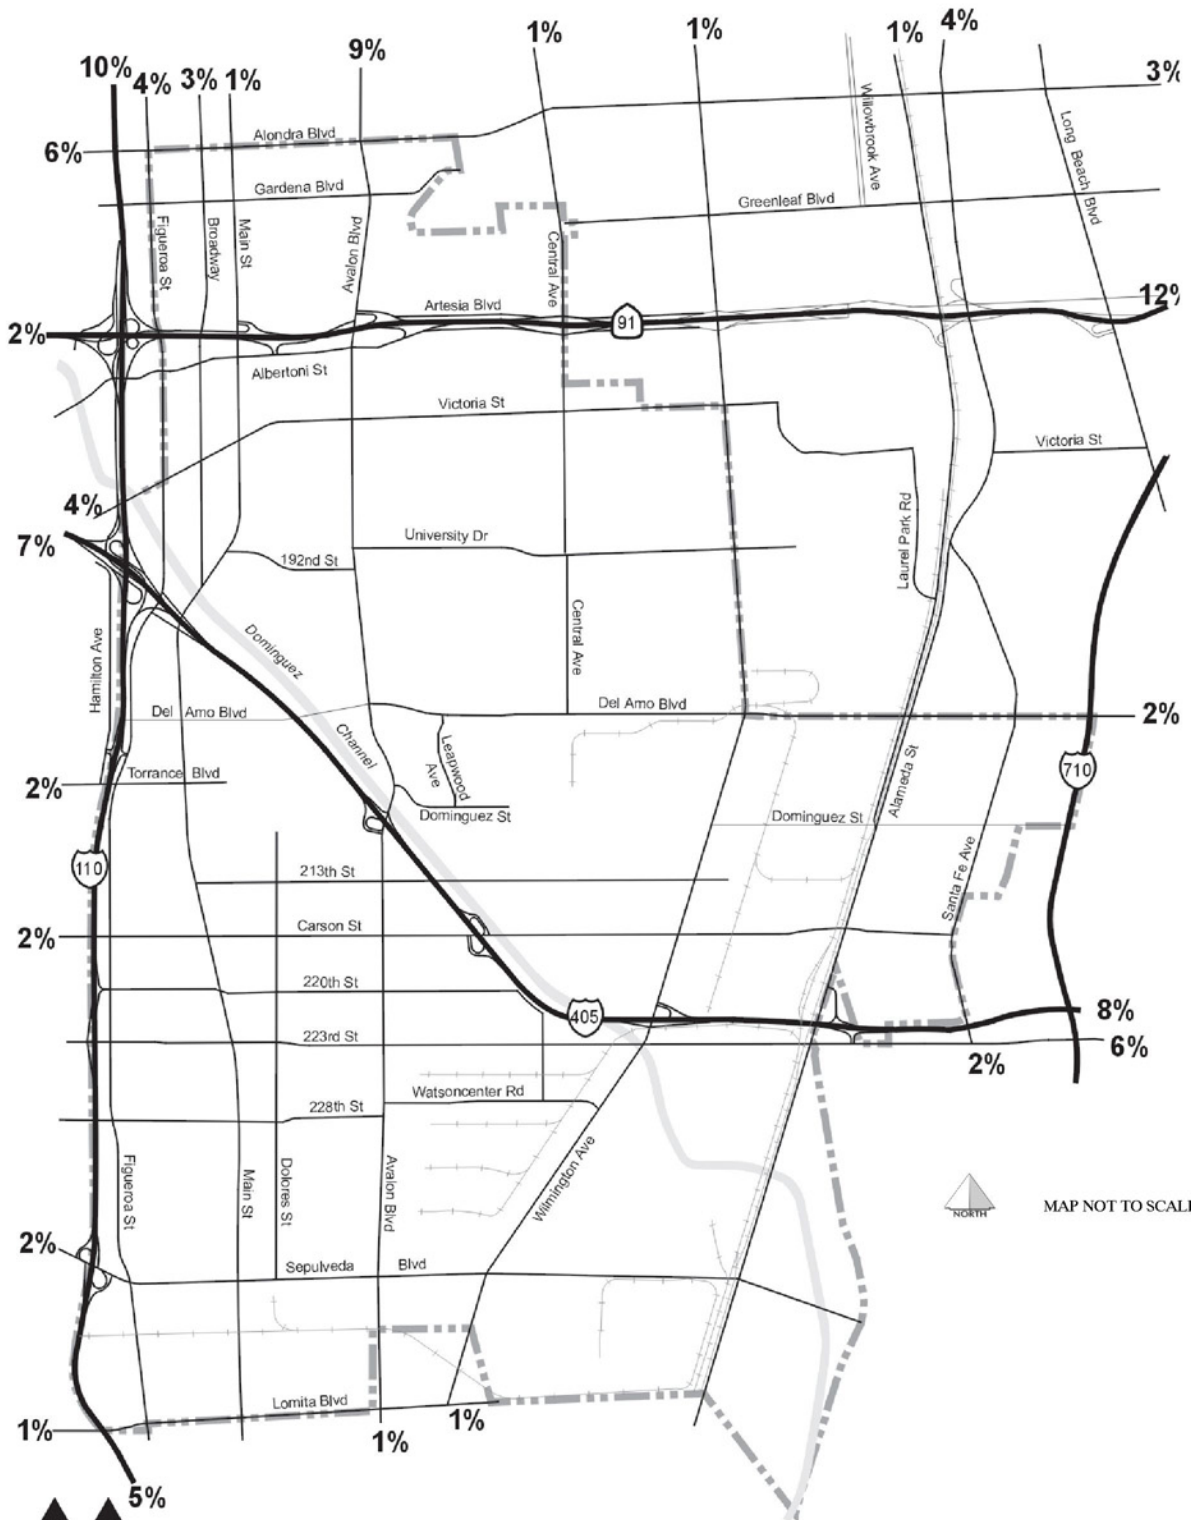 1%
1%
1%
4%
9%
10%
4%
3%
1%
3%
6%
Alondra Blvd
Gardena Blvd
Greenleaf Blvd
Willowbrook Ave
Long Beach Blvd
Figueroa St
Broadway
Main St
Avalon Blvd
Central Ave
Artesia Blvd
12%
91
2%
Albertoni St
Victoria St
Victoria St
4%
7%
University Dr
192nd St
Laurel Park Rd
Hamilton Ave
Dominguez
Channel
Central Ave
Del Amo Blvd
Del Amo Blvd
2%
Leapwood
Ave
Torrance Blvd
2%
710
Dominguez St
Dominguez St
Alameda St
110
213th St
Santa Fe Ave
Carson St
2%
220th St
405
8%
223rd St
6%
2%
Watsoncenter Rd
228th St
Figueroa St
Main St
Dolores St
Avalon Blvd
Wilmington Ave
NORTH
MAP NOT TO SCALE
2%
Sepulveda Blvd
Lomita Blvd
1%
1%
1%
5%